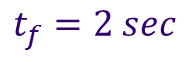 t_f = 2 sec